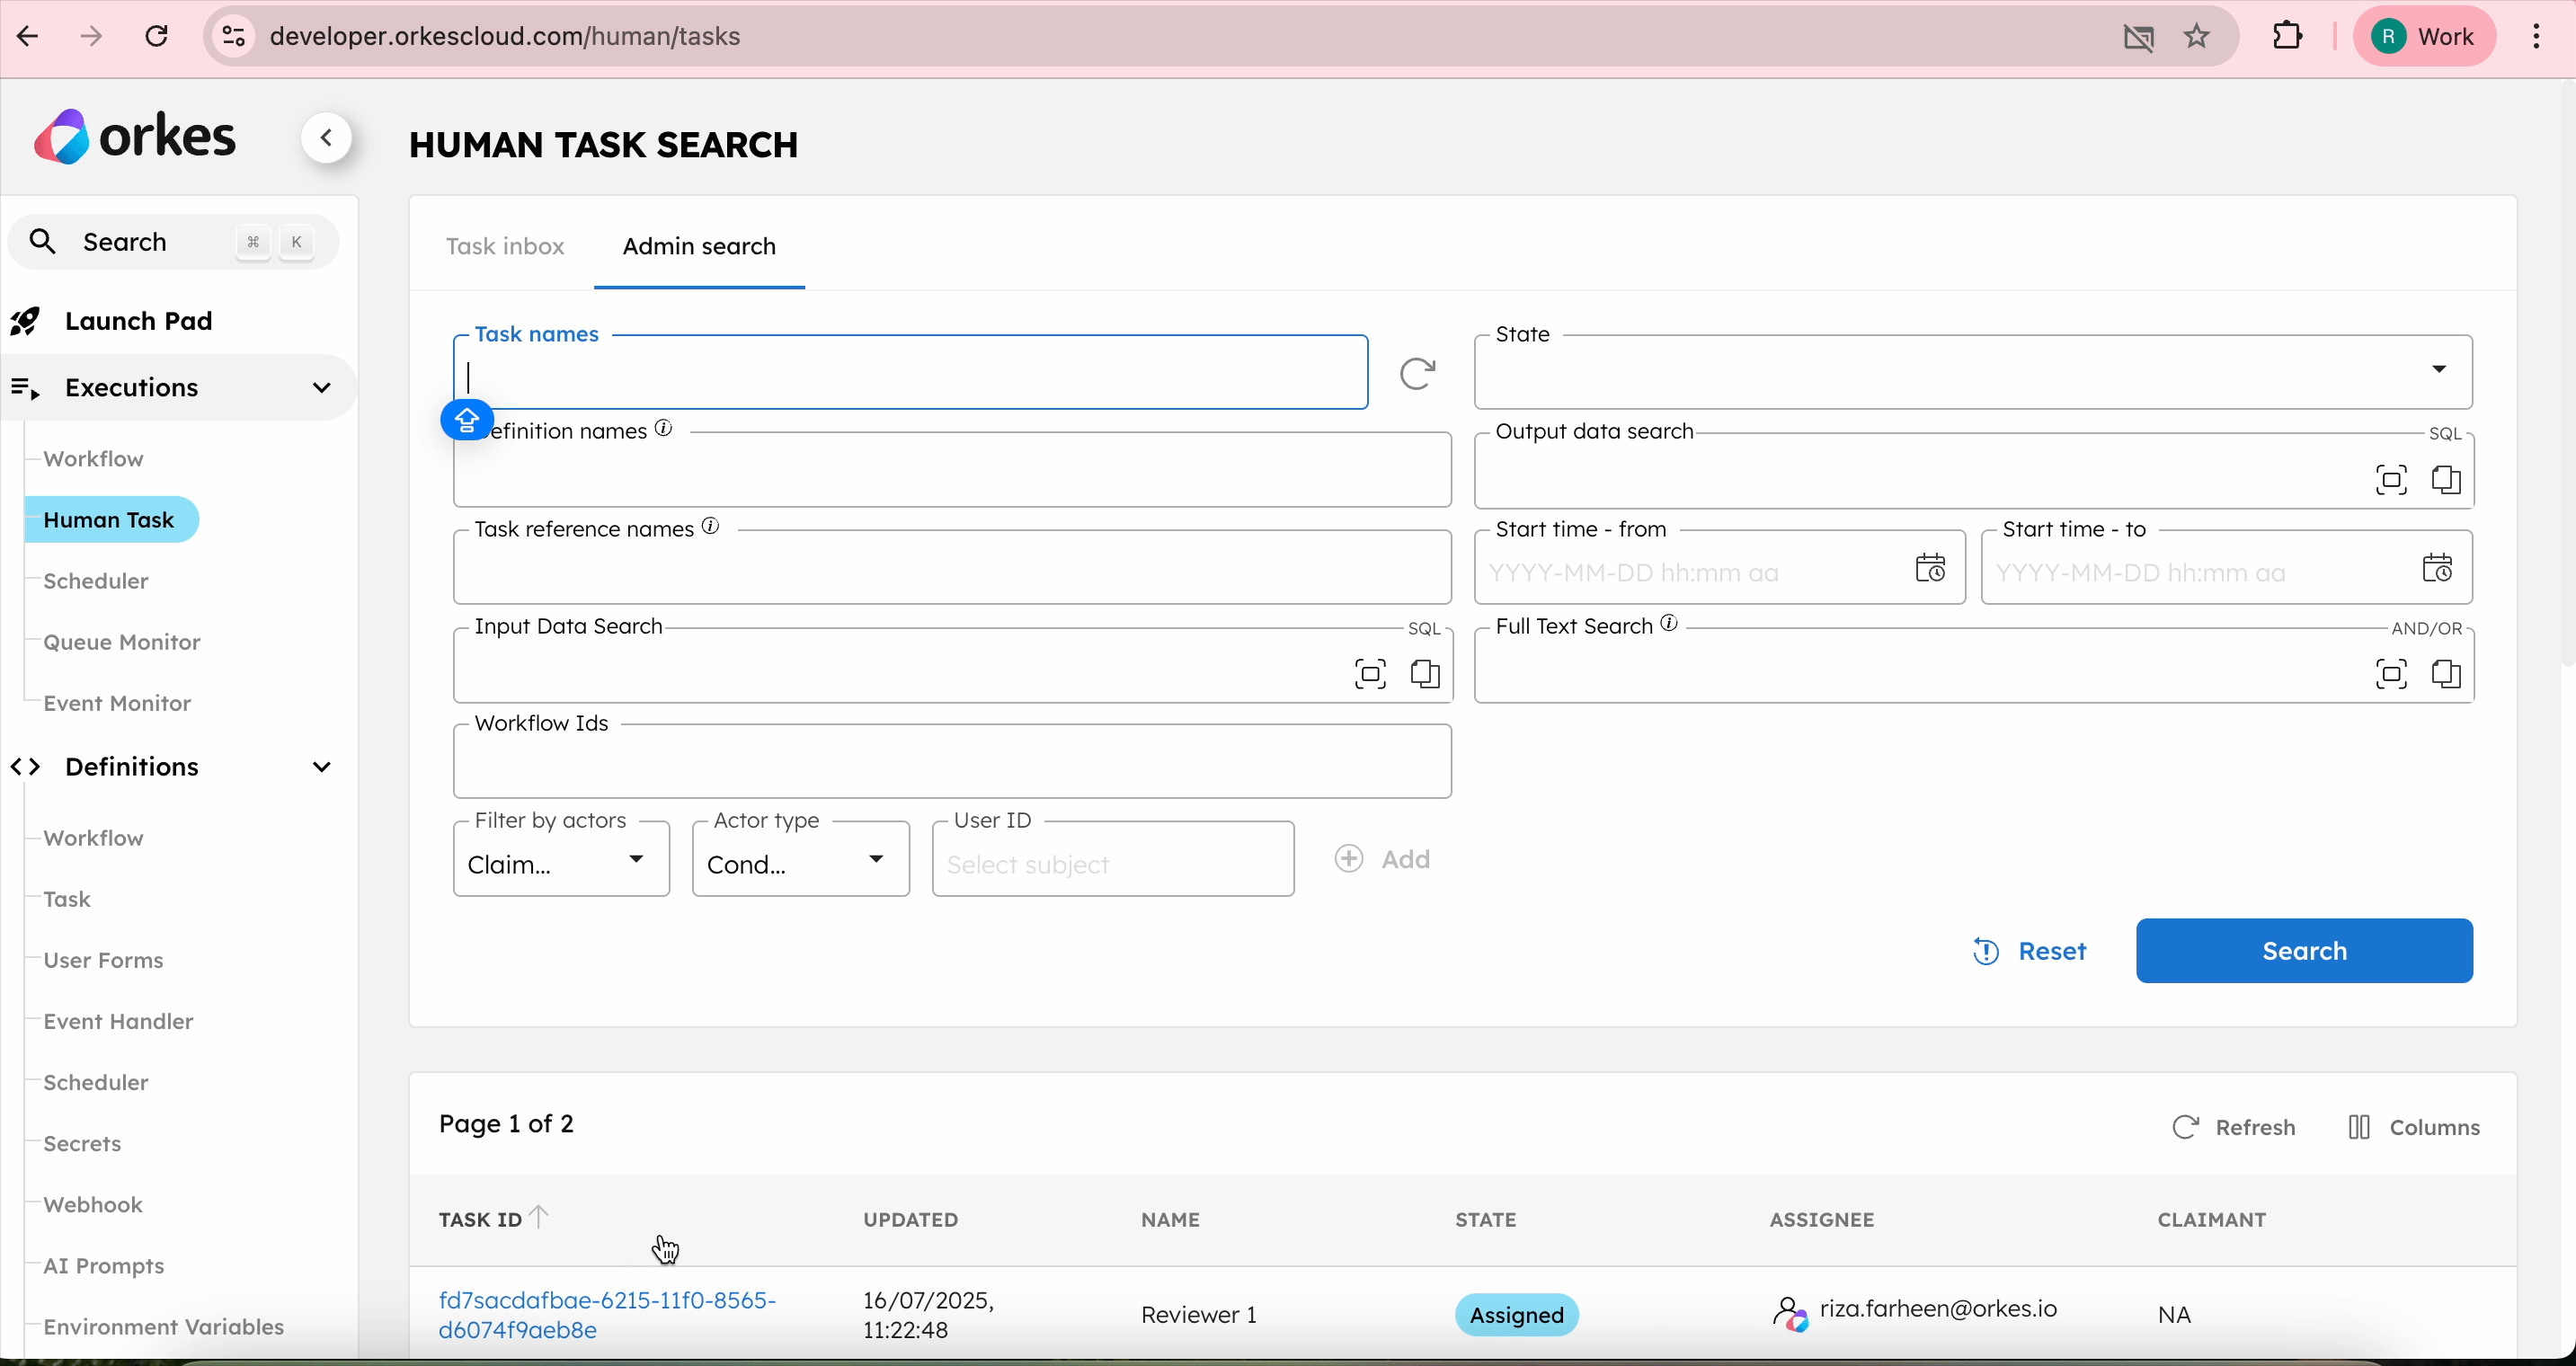 developer.orkescloud.com/human/tasks
R Work
orkes
HUMAN TASK SEARCH
Search ⌘ K
Launch Pad
Executions
Workflow
Human Task
Scheduler
Queue Monitor
Event Monitor
Definitions
Workflow
Task
User Forms
Event Handler
Scheduler
Secrets
Webhook
AI Prompts
Environment Variables
Task inbox Admin search
Task names
State
efinition names
Output data search SQL
Task reference names
Start time - from
YYYY-MM-DD hh:mm aa
Start time - to
YYYY-MM-DD hh:mm aa
Input Data Search SQL
Full Text Search AND/OR
Workflow Ids
Filter by actors
Claim...
Actor type
Cond...
User ID
Select subject
Add
Reset Search
Page 1 of 2
Refresh Columns
TASK ID UPDATED NAME STATE ASSIGNEE CLAIMANT
fd7sacdafbae-6215-11f0-8565-
d6074f9aeb8e
16/07/2025,
11:22:48
Reviewer 1
Assigned
riza.farheen@orkes.io
NA